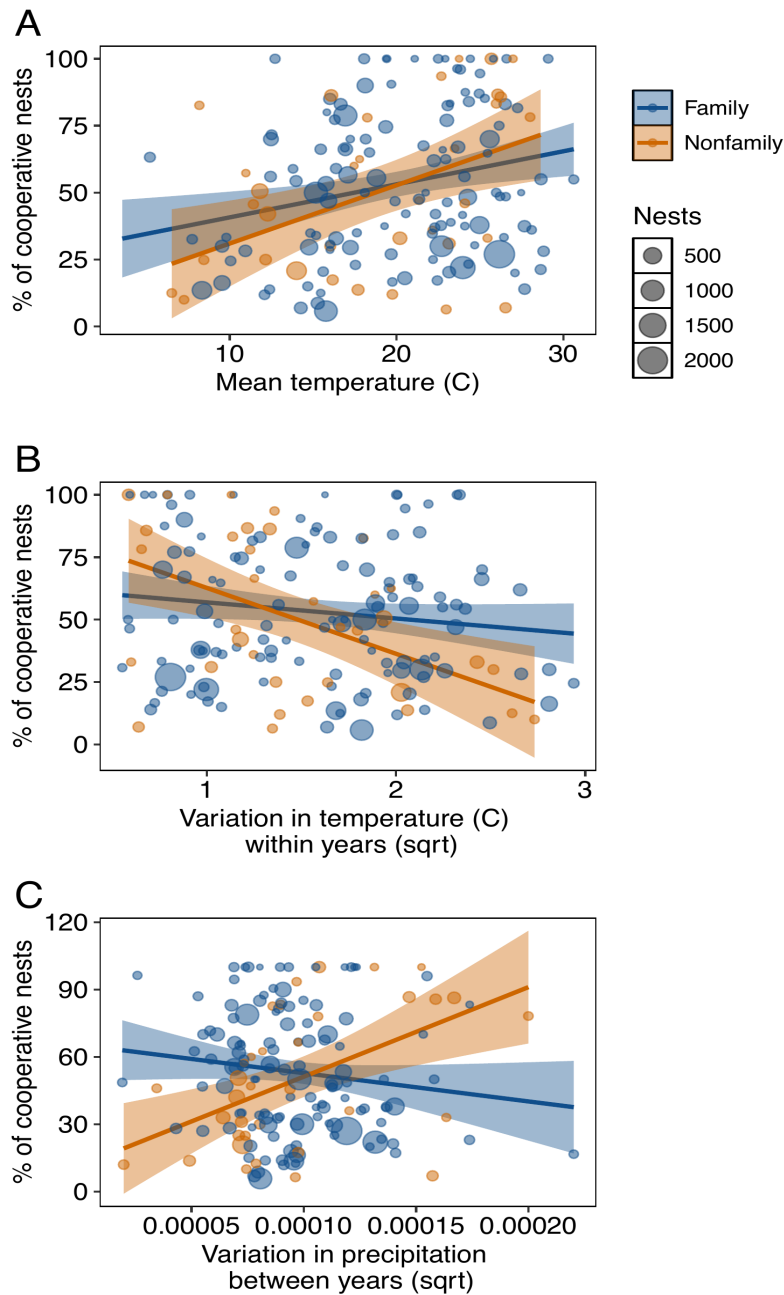 A
% of cooperative nests
100
75
50
25
0
10 20 30
Mean temperature (C)
Family
Nonfamily
Nests
500
1000
1500
2000
B
% of cooperative nests
100
75
50
25
0
1 2 3
Variation in temperature (C)
within years (sqrt)
C
% of cooperative nests
120
90
60
30
0
0.00005 0.00010 0.00015 0.00020
Variation in precipitation
between years (sqrt)